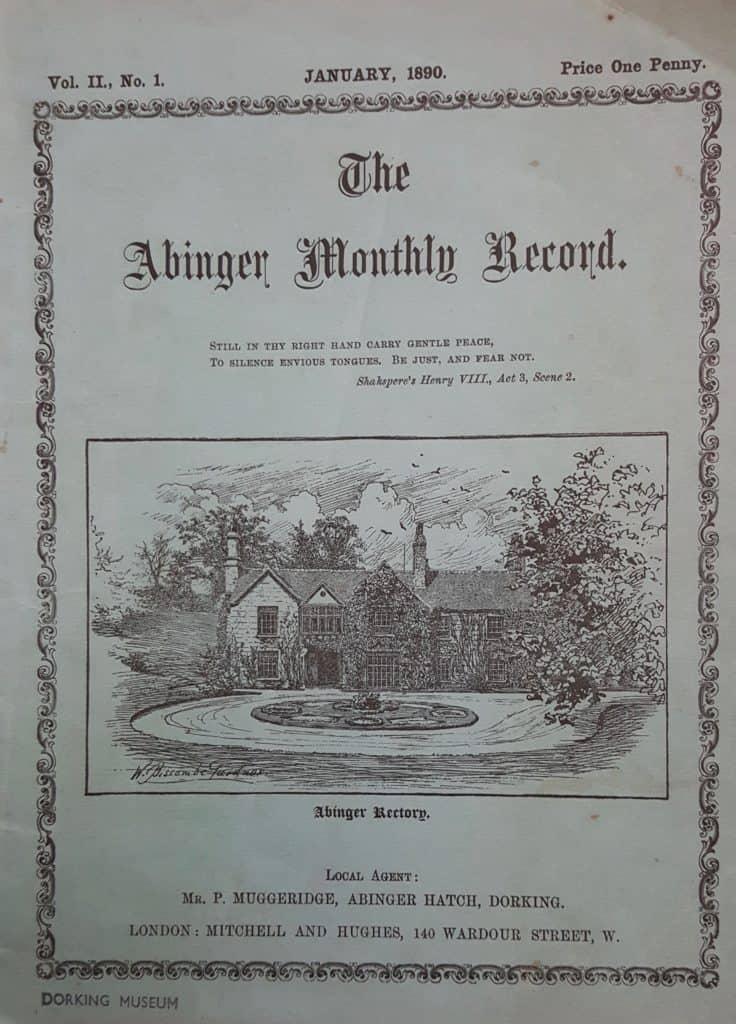 Vol. II., No. 1.
JANUARY, 1890.
Price One Penny.
The
Abinger Monthly Record.
STILL IN THY RIGHT HAND CARRY GENTLE PEACE,
TO SILENCE ENVIOUS TONGUES. BE JUST, AND FEAR NOT.
Shakspere's Henry VIII., Act 3, Scene 2.
W. Biscombe Gardner
Abinger Rectory.
LOCAL AGENT:
MR. P. MUGGERIDGE, ABINGER HATCH, DORKING.
LONDON: MITCHELL AND HUGHES, 140 WARDOUR STREET, W.
DORKING MUSEUM